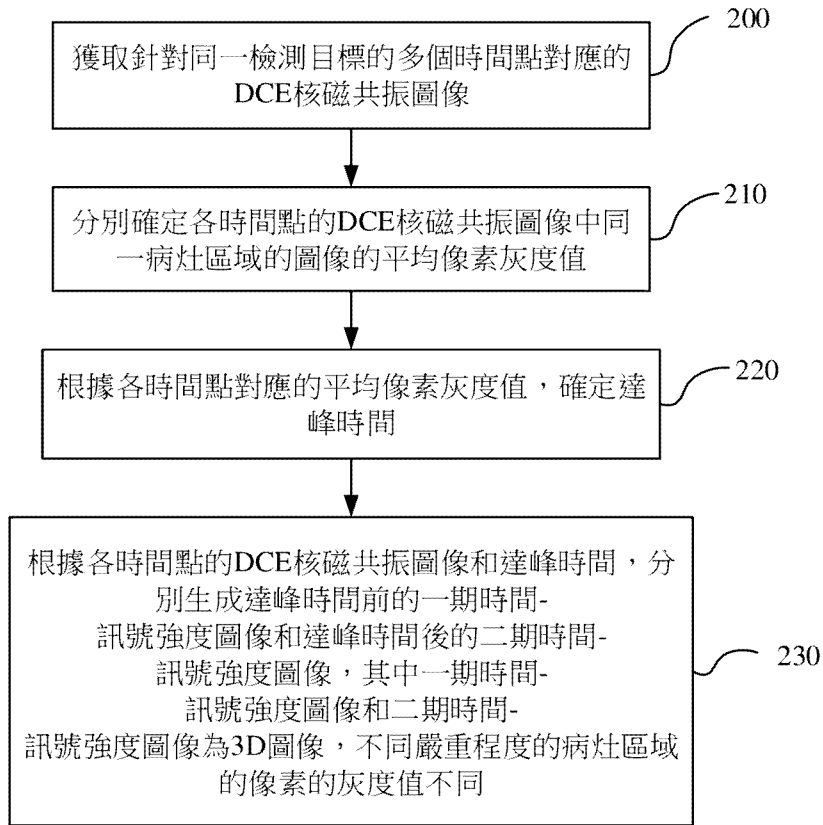 200
獲取針對同一檢測目標的多個時間點對應的
DCE核磁共振圖像
210
分別確定各時間點的DCE核磁共振圖像中同
一病灶區域的圖像的平均像素灰度值
220
根據各時間點對應的平均像素灰度值，確定達
峰時間
230
根據各時間點的DCE核磁共振圖像和達峰時間，分
別生成達峰時間前的一期時間-
訊號強度圖像和達峰時間後的二期時間-
訊號強度圖像，其中一期時間-
訊號強度圖像和二期時間-
訊號強度圖像為3D圖像，不同嚴重程度的病灶區域
的像素的灰度值不同